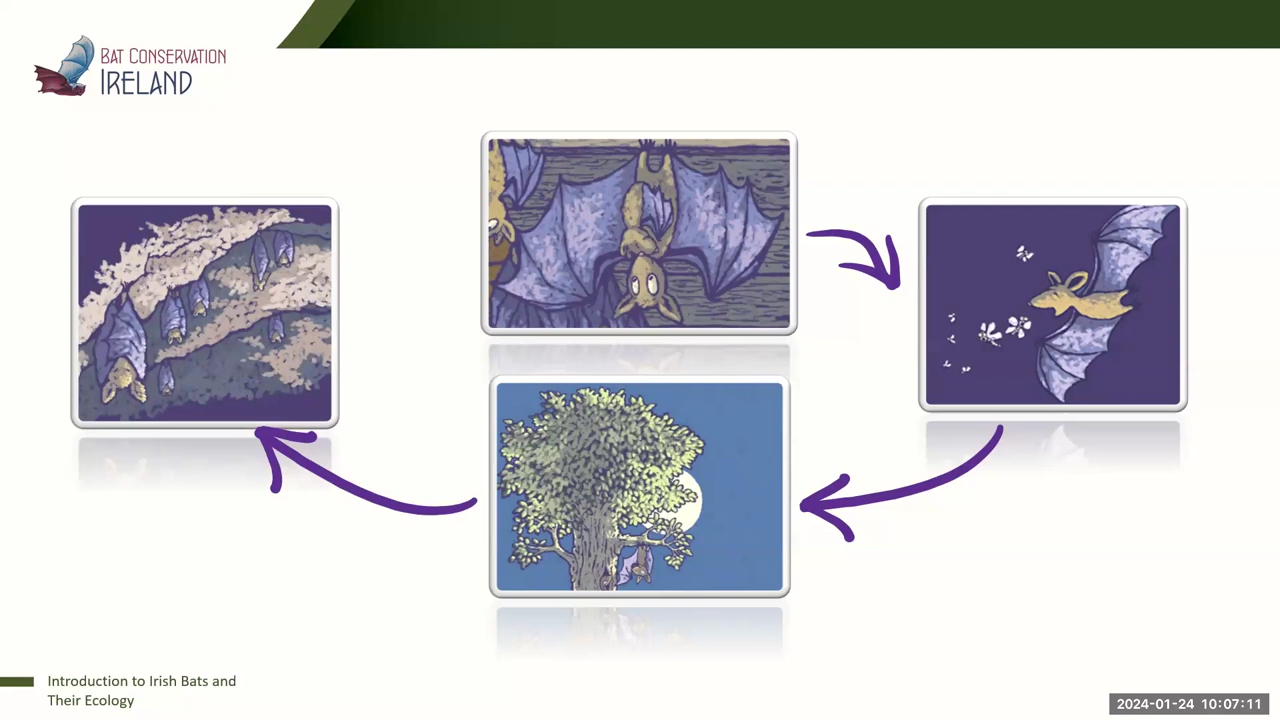 BAT CONSERVATION
IRELAND
Introduction to Irish Bats and
Their Ecology
2024-01-24 10:07:11